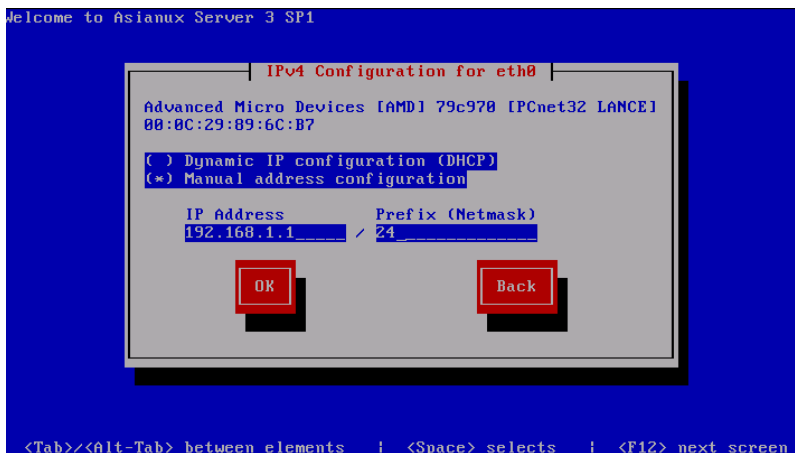 Welcome to Asianux Server 3 SP1
IPv4 Configuration for eth0
Advanced Micro Devices [AMD] 79c970 [PCnet32 LANCE]
00:0C:29:89:6C:B7
( ) Dynamic IP configuration (DHCP)
(*) Manual address configuration
IP Address Prefix (Netmask)
192.168.1.1_____ / 24______________
OK Back
<Tab>/<Alt-Tab> between elements | <Space> selects | <F12> next screen